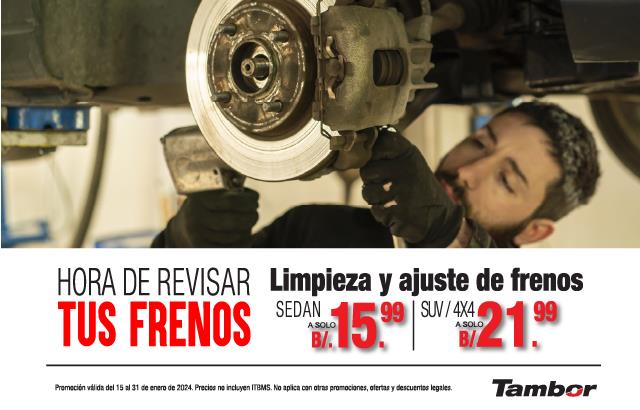 HORA DE REVISAR
TUS FRENOS
Limpieza y ajuste de frenos
SEDAN
A SOLO
B/.15.99
SUV / 4X4
A SOLO
B/21.99
Promoción válida del 15 al 31 de enero de 2024. Precios no incluyen ITBMS. No aplica con otras promociones, ofertas y descuentos legales.
Tambor